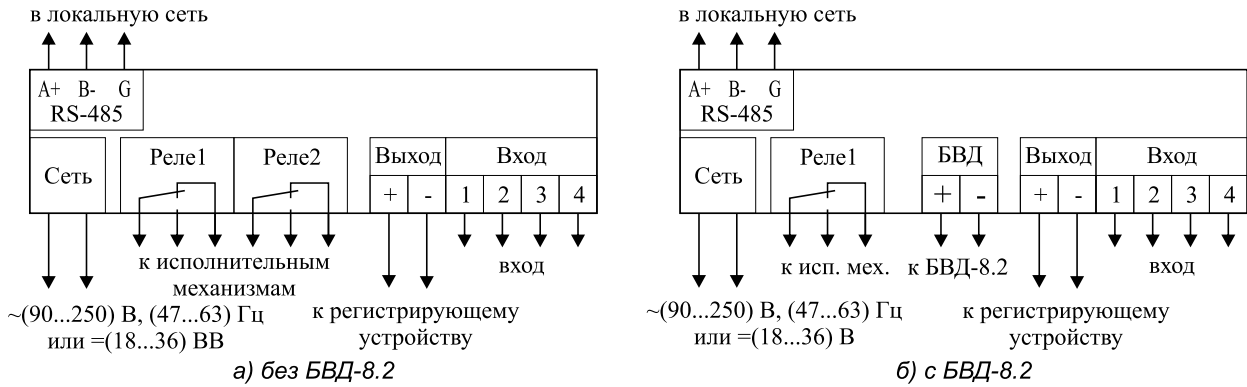 в локальную сеть
A+ B- G
RS-485
Сеть
Реле1
Реле2
Выход
Вход
+ - 1 2 3 4
к исполнительным
механизмам
вход
~(90...250) В, (47...63) Гц
или =(18...36) ВВ
к регистрирующему
устройству
а) без БВД-8.2
в локальную сеть
A+ B- G
RS-485
Сеть
Реле1
БВД
Выход
Вход
+ - + - 1 2 3 4
к исп. мех.
к БВД-8.2
вход
~(90...250) В, (47...63) Гц
или =(18...36) В
к регистрирующему
устройству
б) с БВД-8.2